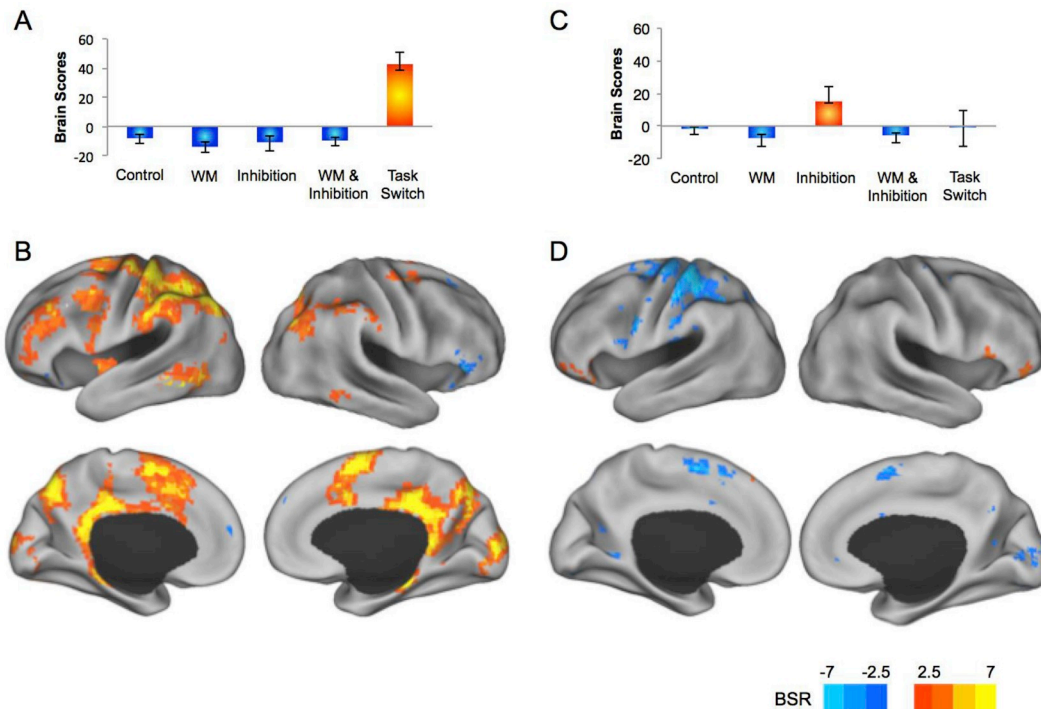 A
60
40
20
0
-20
Brain Scores
Control
WM
Inhibition
WM &
Inhibition
Task
Switch
C
60
40
20
0
-20
Brain Scores
Control
WM
Inhibition
WM &
Inhibition
Task
Switch
B
D
BSR
-7 -2.5 2.5 7